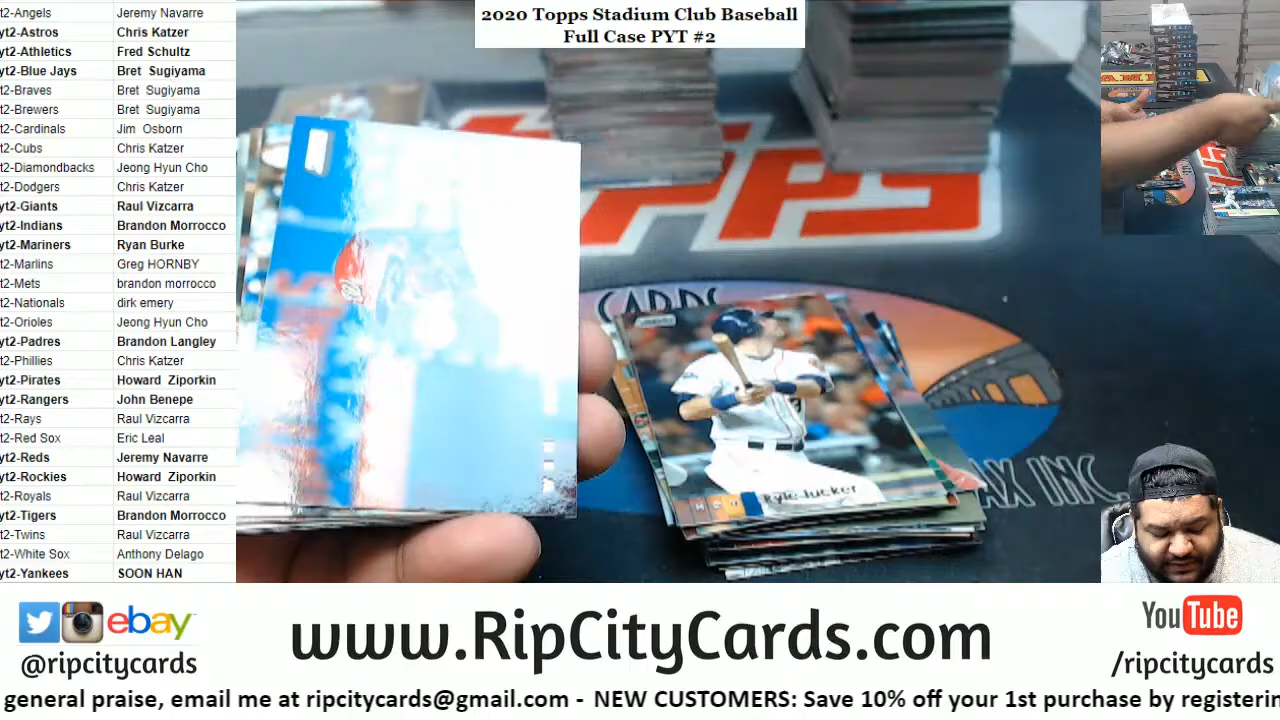 2020 Topps Stadium Club Baseball
Full Case PYT #2
t2-Angels Jeremy Navarre
yt2-Astros Chris Katzer
yt2-Athletics Fred Schultz
yt2-Blue Jays Bret Sugiyama
t2-Braves Bret Sugiyama
t2-Brewers Bret Sugiyama
t2-Cardinals Jim Osborn
t2-Cubs Chris Katzer
t2-Diamondbacks Jeong Hyun Cho
t2-Dodgers Chris Katzer
yt2-Giants Raul Vizcarra
yt2-Indians Brandon Morrocco
yt2-Mariners Ryan Burke
t2-Marlins Greg HORNBY
t2-Mets brandon morrocco
t2-Nationals dirk emery
t2-Orioles Jeong Hyun Cho
yt2-Padres Brandon Langley
t2-Phillies Chris Katzer
yt2-Pirates Howard Ziporkin
yt2-Rangers John Benepe
t2-Rays Raul Vizcarra
t2-Red Sox Eric Leal
yt2-Reds Jeremy Navarre
yt2-Rockies Howard Ziporkin
t2-Royals Raul Vizcarra
yt2-Tigers Brandon Morrocco
t2-Twins Raul Vizcarra
t2-White Sox Anthony Delago
yt2-Yankees SOON HAN
PPS
CARDS
AX INC.
Kyle Tucker
ebay
@ripcitycards
www.RipCityCards.com
YouTube
/ripcitycards
general praise, email me at ripcitycards@gmail.com - NEW CUSTOMERS: Save 10% off your 1st purchase by registerin